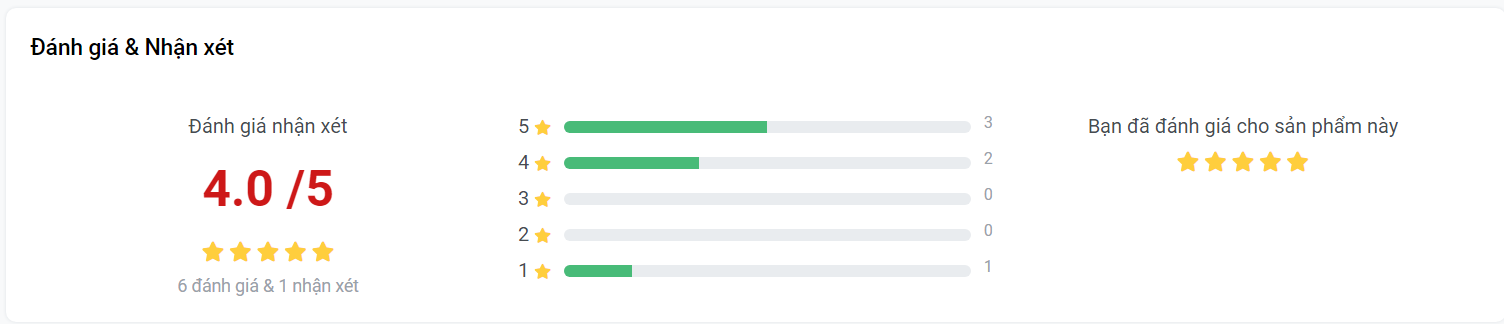 Đánh giá & Nhận xét
Đánh giá nhận xét
4.0 /5
6 đánh giá & 1 nhận xét
5 3
4 2
3 0
2 0
1 1
Bạn đã đánh giá cho sản phẩm này